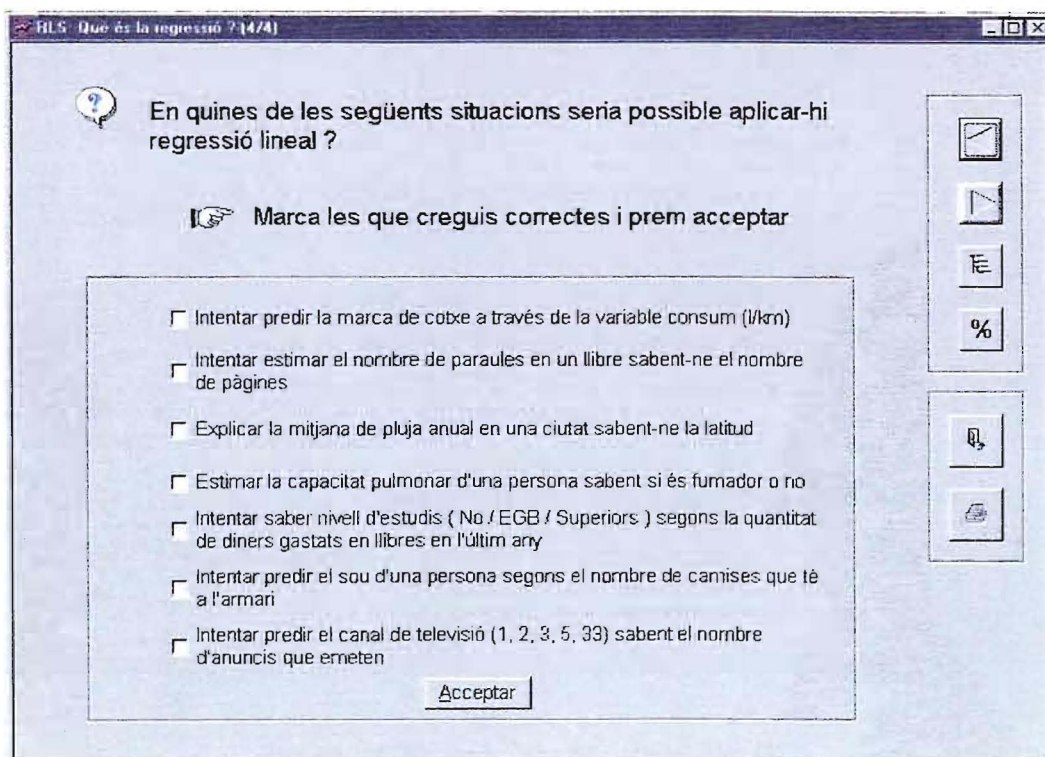 RLS Que és la regressió ? (4/4)
En quines de les següents situacions seria possible aplicar-hi
regressió lineal ?
Marca les que creguis correctes i prem acceptar
Intentar predir la marca de cotxe a través de la variable consum (l/km)
Intentar estimar el nombre de paraules en un llibre sabent-ne el nombre
de pàgines
Explicar la mitjana de pluja anual en una ciutat sabent-ne la latitud
Estimar la capacitat pulmonar d'una persona sabent si és fumador o no
Intentar saber nivell d'estudis ( No / EGB / Superiors ) segons la quantitat
de diners gastats en llibres en l'últim any
Intentar predir el sou d'una persona segons el nombre de camises que té
a l'armari
Intentar predir el canal de televisió (1, 2, 3, 5, 33) sabent el nombre
d'anuncis que emeten
Acceptar
%